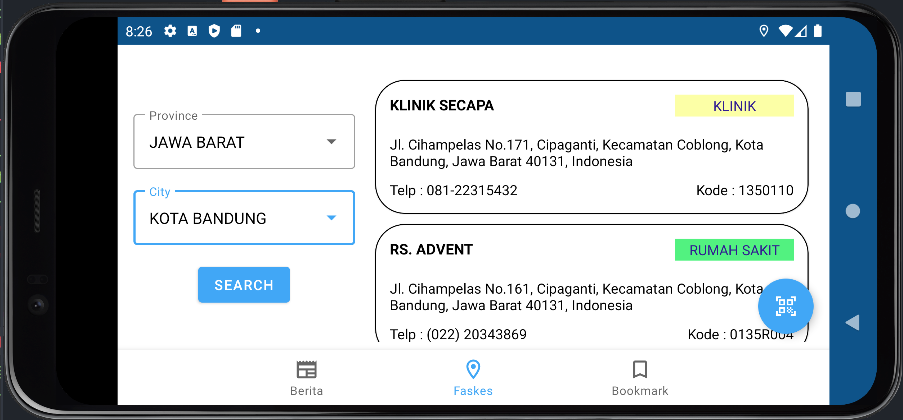 8:26
Province
JAWA BARAT
City
KOTA BANDUNG
SEARCH
KLINIK SECAPA
KLINIK
Jl. Cihampelas No.171, Cipaganti, Kecamatan Coblong, Kota
Bandung, Jawa Barat 40131, Indonesia
Telp : 081-22315432
Kode : 1350110
RS. ADVENT
RUMAH SAKIT
Jl. Cihampelas No.161, Cipaganti, Kecamatan Coblong, Kota
Bandung, Jawa Barat 40131, Indonesia
Telp : (022) 20343869
Kode : 0135R004
Berita
Faskes
Bookmark